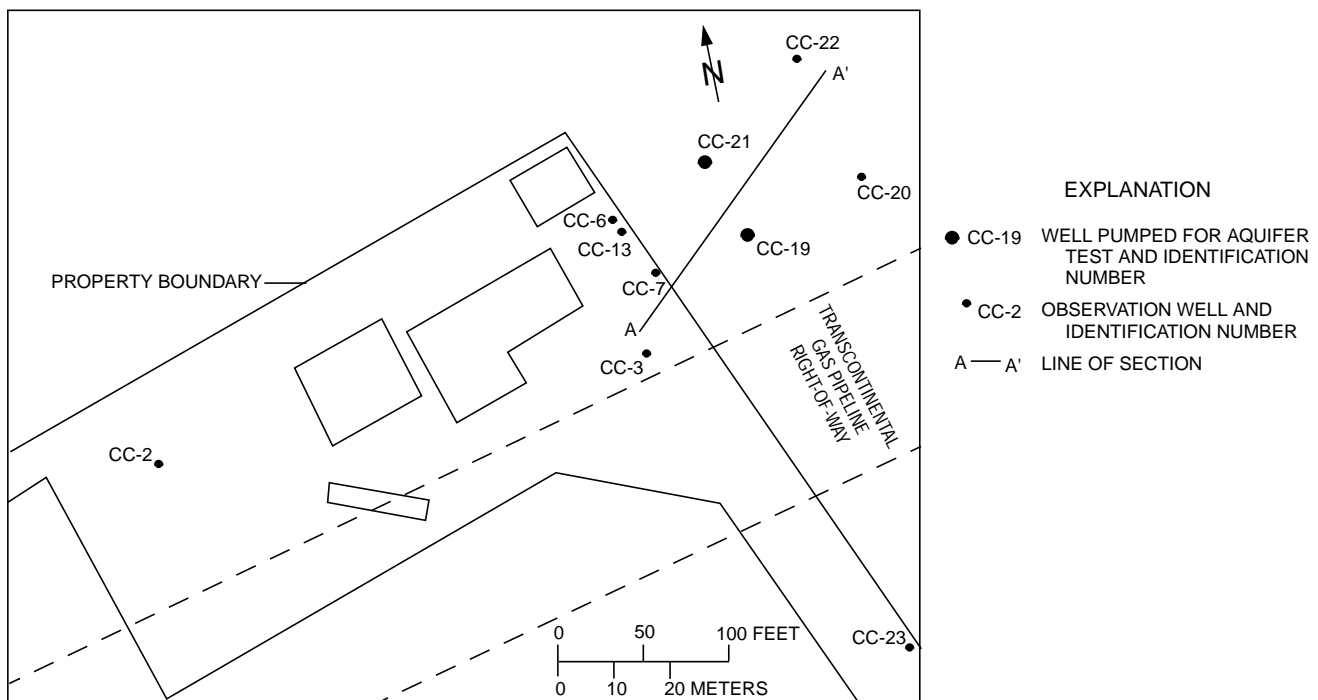 CC-22
A'
N
CC-21
CC-20
CC-6
CC-13
CC-19
PROPERTY BOUNDARY
CC-7
A
CC-3
TRANSCONTINENTAL
GAS PIPELINE
RIGHT-OF-WAY
CC-2
CC-23
0 50 100 FEET
0 10 20 METERS
EXPLANATION
CC-19 WELL PUMPED FOR AQUIFER
TEST AND IDENTIFICATION
NUMBER
CC-2 OBSERVATION WELL AND
IDENTIFICATION NUMBER
A — A' LINE OF SECTION